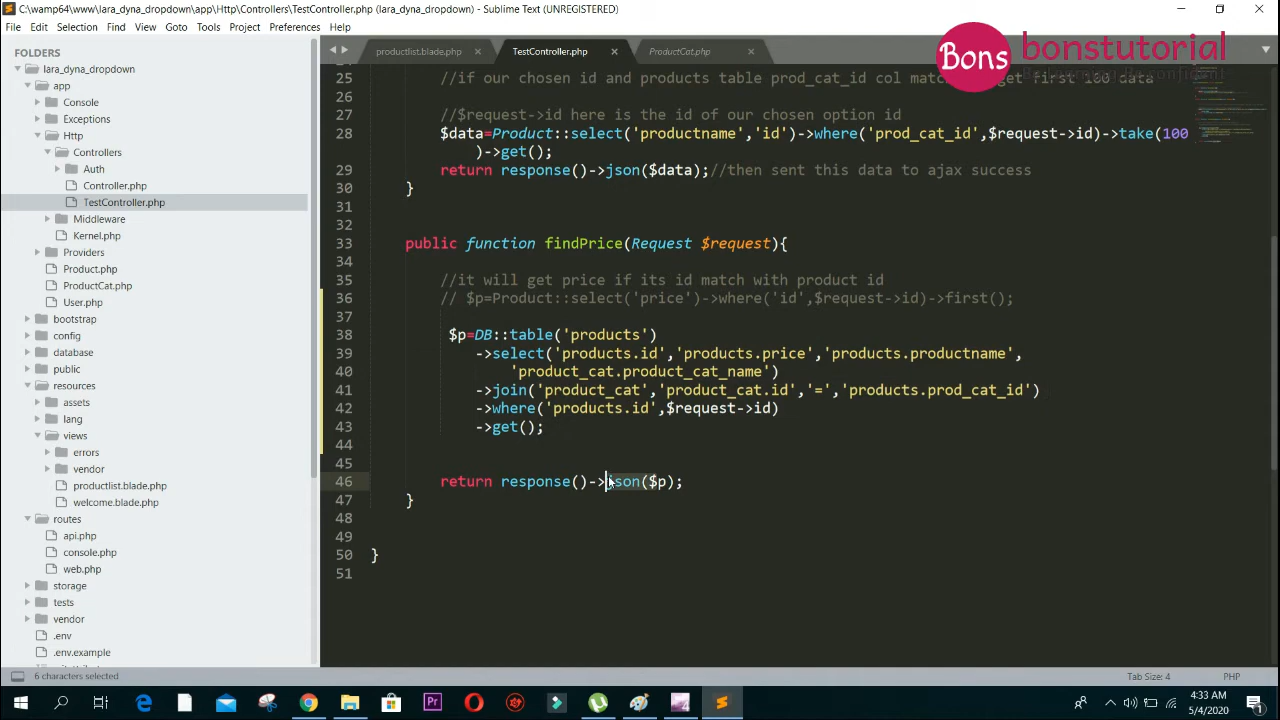 C:\wamp64\www\lara_dyna_dropdown\app\Http\Controllers\TestController.php (lara_dyna_dropdown) - Sublime Text (UNREGISTERED)
File Edit Selection Find View Goto Tools Project Preferences Help
FOLDERS
lara_dyna_dropdown
app
Console
Exceptions
Http
Controllers
Auth
Controller.php
TestController.php
Middleware
Kernel.php
Providers
Product.php
ProductCat.php
User.php
bootstrap
config
database
public
resources
assets
lang
views
errors
vendor
productlist.blade.php
welcome.blade.php
routes
api.php
console.php
web.php
storage
tests
vendor
.env
.env.example
productlist.blade.php TestController.php ProductCat.php
Bons bonstutorial
25 //if our chosen id and products table prod_cat_id col mat get first 100 data
26
27 //$request->id here is the id of our chosen option id
28 $data=Product::select('productname','id')->where('prod_cat_id',$request->id)->take(100
)->get();
29 return response()->json($data);//then sent this data to ajax success
30 }
31
32
33 public function findPrice(Request $request){
34
35 //it will get price if its id match with product id
36 // $p=Product::select('price')->where('id',$request->id)->first();
37
38 $p=DB::table('products')
39 ->select('products.id','products.price','products.productname',
40 'product_cat.product_cat_name')
41 ->join('product_cat','product_cat.id','=','products.prod_cat_id')
42 ->where('products.id',$request->id)
43 ->get();
44
45
46 return response()->json($p);
47 }
48
49
50 }
51
6 characters selected Tab Size: 4 PHP
4:33 AM
5/4/2020